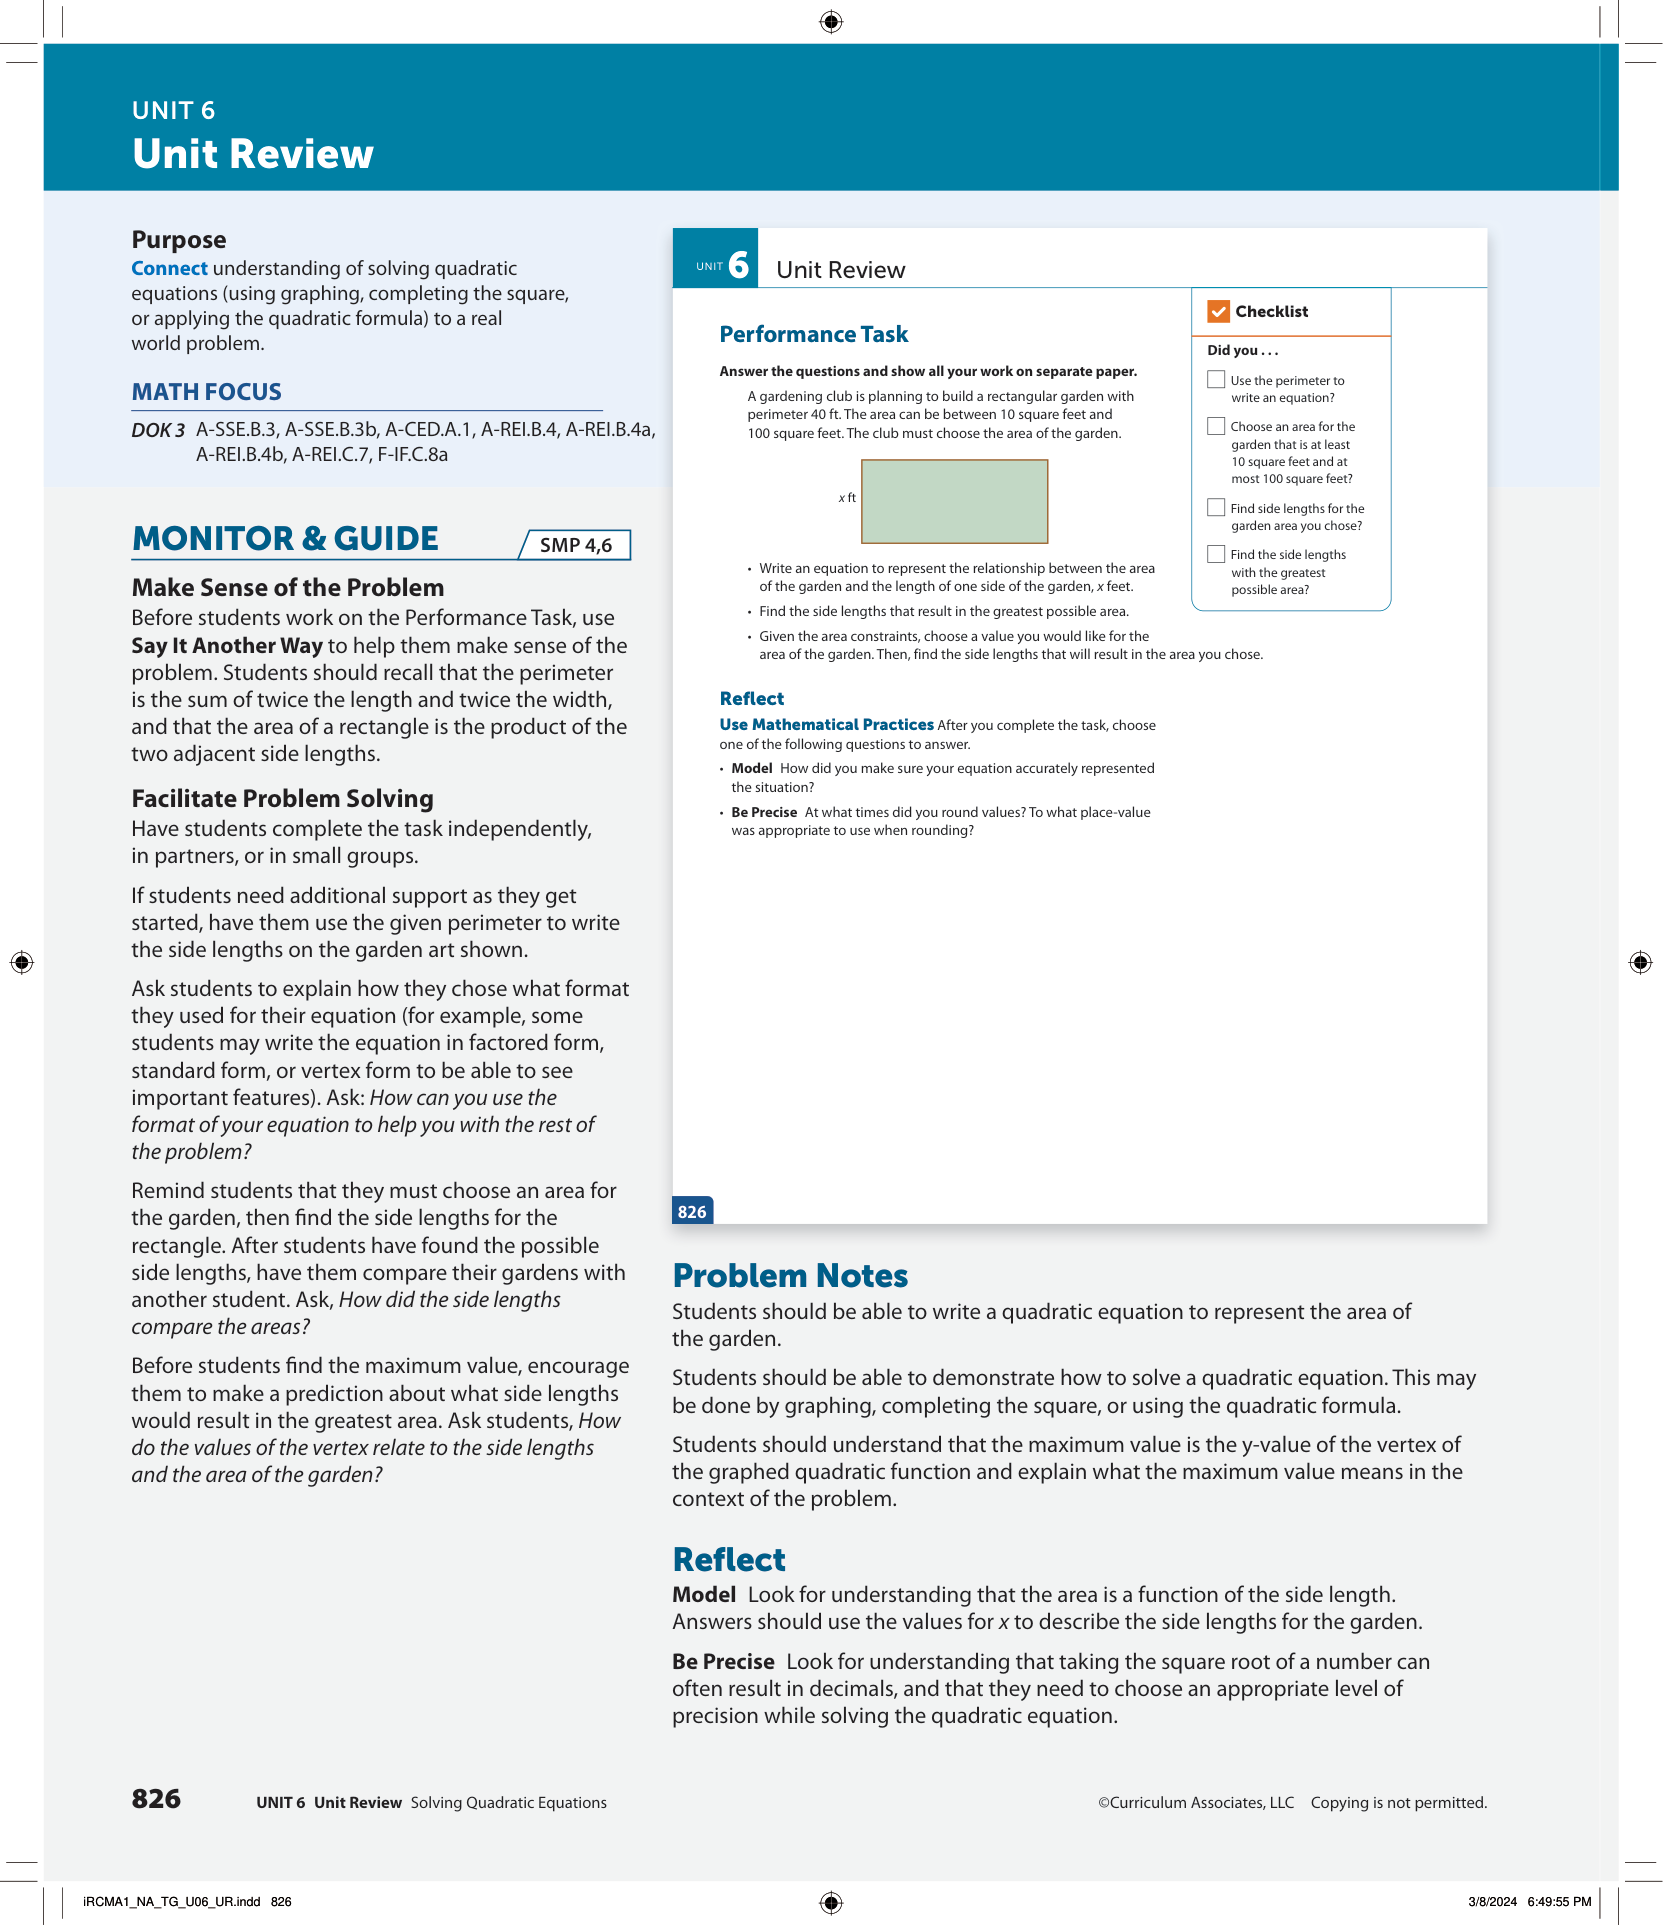 UNIT 6
Unit Review
Purpose
Connect understanding of solving quadratic
equations (using graphing, completing the square,
or applying the quadratic formula) to a real
world problem.
MATH FOCUS
DOK 3 A-SSE.B.3, A-SSE.B.3b, A-CED.A.1, A-REI.B.4, A-REI.B.4a,
A-REI.B.4b, A-REI.C.7, F-IF.C.8a
MONITOR & GUIDE
SMP 4,6
Make Sense of the Problem
Before students work on the Performance Task, use
Say It Another Way to help them make sense of the
problem. Students should recall that the perimeter
is the sum of twice the length and twice the width,
and that the area of a rectangle is the product of the
two adjacent side lengths.
Facilitate Problem Solving
Have students complete the task independently,
in partners, or in small groups.
If students need additional support as they get
started, have them use the given perimeter to write
the side lengths on the garden art shown.
Ask students to explain how they chose what format
they used for their equation (for example, some
students may write the equation in factored form,
standard form, or vertex form to be able to see
important features). Ask: How can you use the
format of your equation to help you with the rest of
the problem?
Remind students that they must choose an area for
the garden, then find the side lengths for the
rectangle. After students have found the possible
side lengths, have them compare their gardens with
another student. Ask, How did the side lengths
compare the areas?
Before students find the maximum value, encourage
them to make a prediction about what side lengths
would result in the greatest area. Ask students, How
do the values of the vertex relate to the side lengths
and the area of the garden?
UNIT 6 Unit Review
Performance Task
Answer the questions and show all your work on separate paper.
A gardening club is planning to build a rectangular garden with
perimeter 40 ft. The area can be between 10 square feet and
100 square feet. The club must choose the area of the garden.
x ft
• Write an equation to represent the relationship between the area
of the garden and the length of one side of the garden, x feet.
• Find the side lengths that result in the greatest possible area.
• Given the area constraints, choose a value you would like for the
area of the garden. Then, find the side lengths that will result in the area you chose.
Checklist
Did you . . .
Use the perimeter to
write an equation?
Choose an area for the
garden that is at least
10 square feet and at
most 100 square feet?
Find side lengths for the
garden area you chose?
Find the side lengths
with the greatest
possible area?
Reflect
Use Mathematical Practices After you complete the task, choose
one of the following questions to answer.
• Model How did you make sure your equation accurately represented
the situation?
• Be Precise At what times did you round values? To what place-value
was appropriate to use when rounding?
826
Problem Notes
Students should be able to write a quadratic equation to represent the area of
the garden.
Students should be able to demonstrate how to solve a quadratic equation. This may
be done by graphing, completing the square, or using the quadratic formula.
Students should understand that the maximum value is the y-value of the vertex of
the graphed quadratic function and explain what the maximum value means in the
context of the problem.
Reflect
Model Look for understanding that the area is a function of the side length.
Answers should use the values for x to describe the side lengths for the garden.
Be Precise Look for understanding that taking the square root of a number can
often result in decimals, and that they need to choose an appropriate level of
precision while solving the quadratic equation.
826 UNIT 6 Unit Review Solving Quadratic Equations
©Curriculum Associates, LLC Copying is not permitted.
iRCMA1_NA_TG_U06_UR.indd 826
3/8/2024 6:49:55 PM